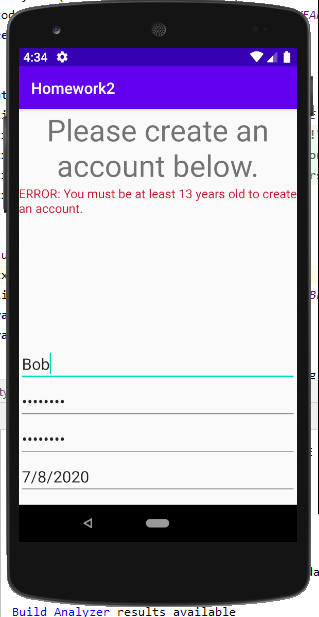 4:34
Homework2
Please create an
account below.
ERROR: You must be at least 13 years old to create
an account.
Bob
••••••••
••••••••
7/8/2020
Build Analyzer results available